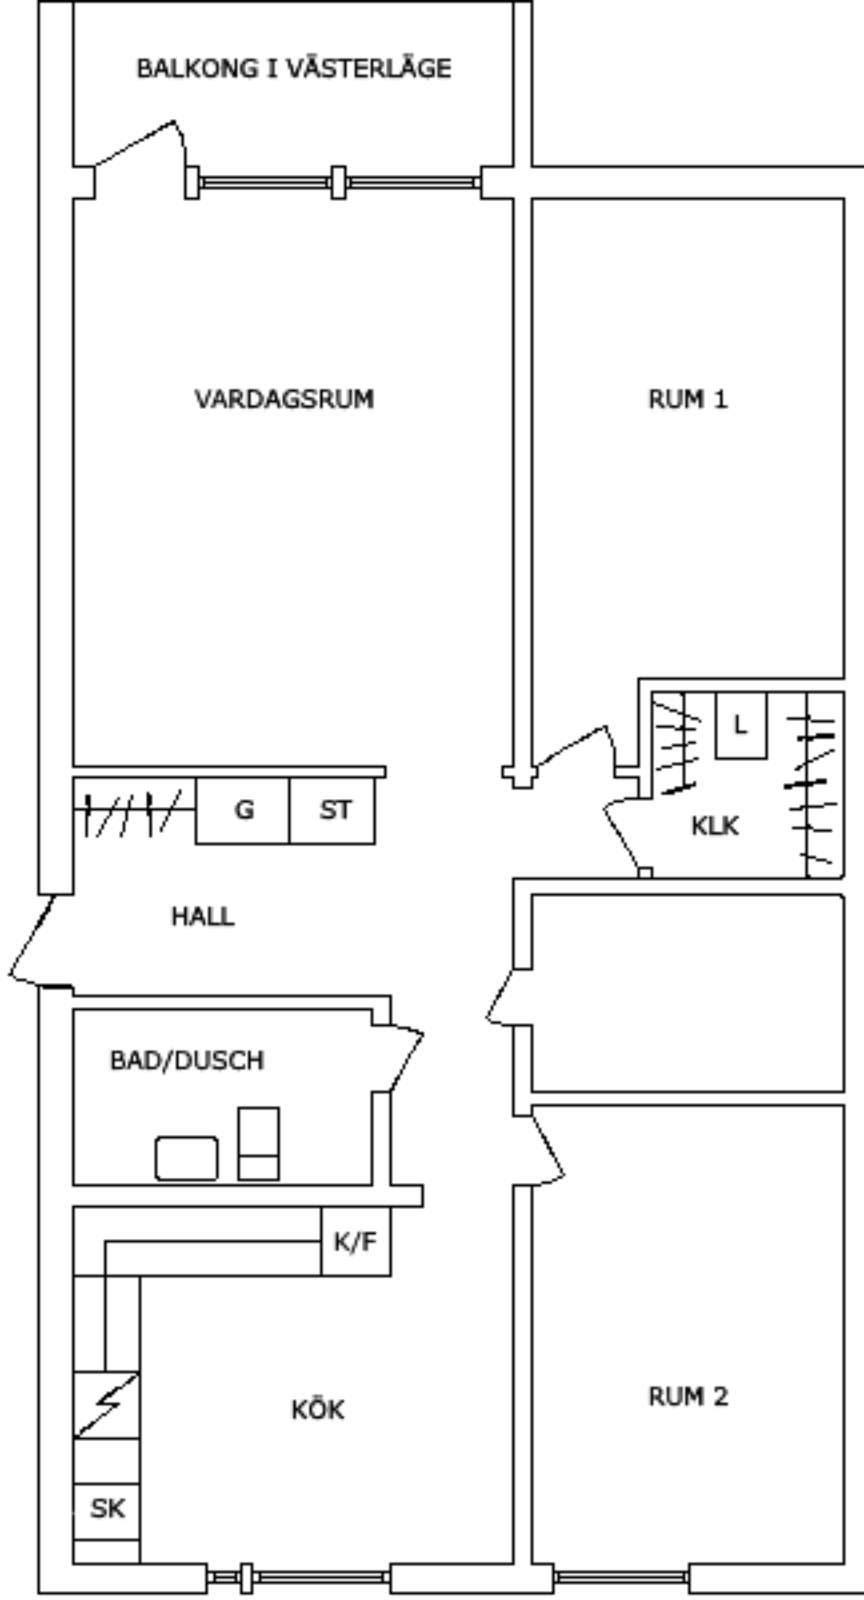 BALKONG I VÄSTERLÄGE
VARDAGSRUM
RUM 1
L
G
ST
KLK
HALL
BAD/DUSCH
K/F
KÖK
RUM 2
SK